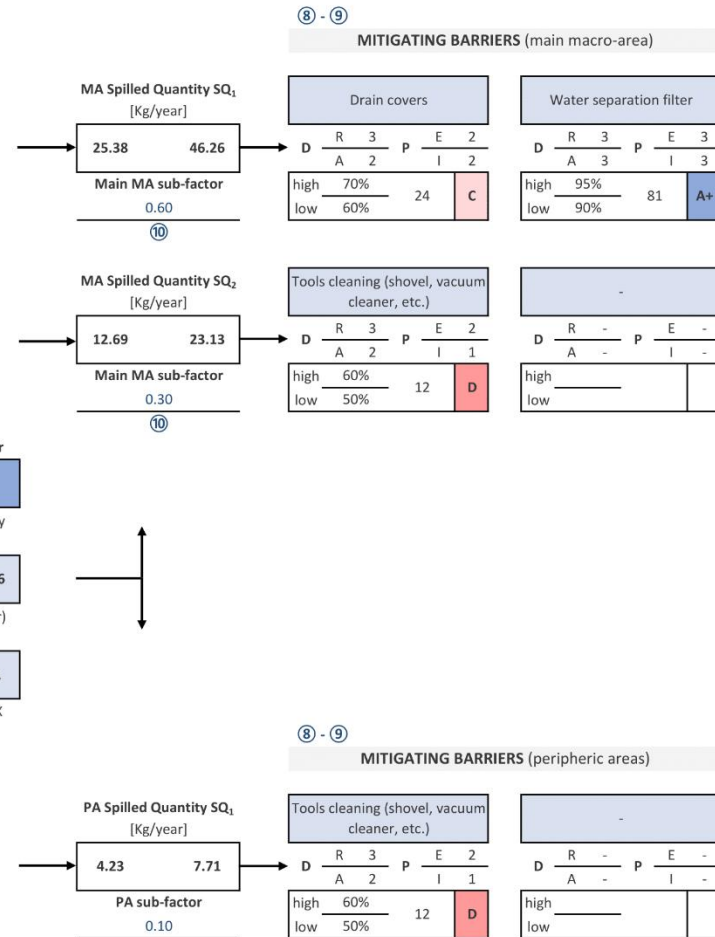 ⑧ - ⑨
MITIGATING BARRIERS (main macro-area)
MA Spilled Quantity SQ₁
[Kg/year]
25.38 46.26
Main MA sub-factor
0.60
⑩
Drain covers
D R 3 P E 2
A 2 I 2
high 70% 24 C
low 60%
Water separation filter
D R 3 P E 3
A 3 I 3
high 95% 81 A+
low 90%
MA Spilled Quantity SQ₂
[Kg/year]
12.69 23.13
Main MA sub-factor
0.30
⑩
Tools cleaning (shovel, vacuum
cleaner, etc.)
D R 3 P E 2
A 2 I 1
high 60% 12 D
low 50%
-
D R - P E -
A - I -
high
low
r
y
6
r)
⑧ - ⑨
MITIGATING BARRIERS (peripheric areas)
PA Spilled Quantity SQ₁
[Kg/year]
4.23 7.71
PA sub-factor
0.10
Tools cleaning (shovel, vacuum
cleaner, etc.)
D R 3 P E 2
A 2 I 1
high 60% 12 D
low 50%
-
D R - P E -
A - I -
high
low